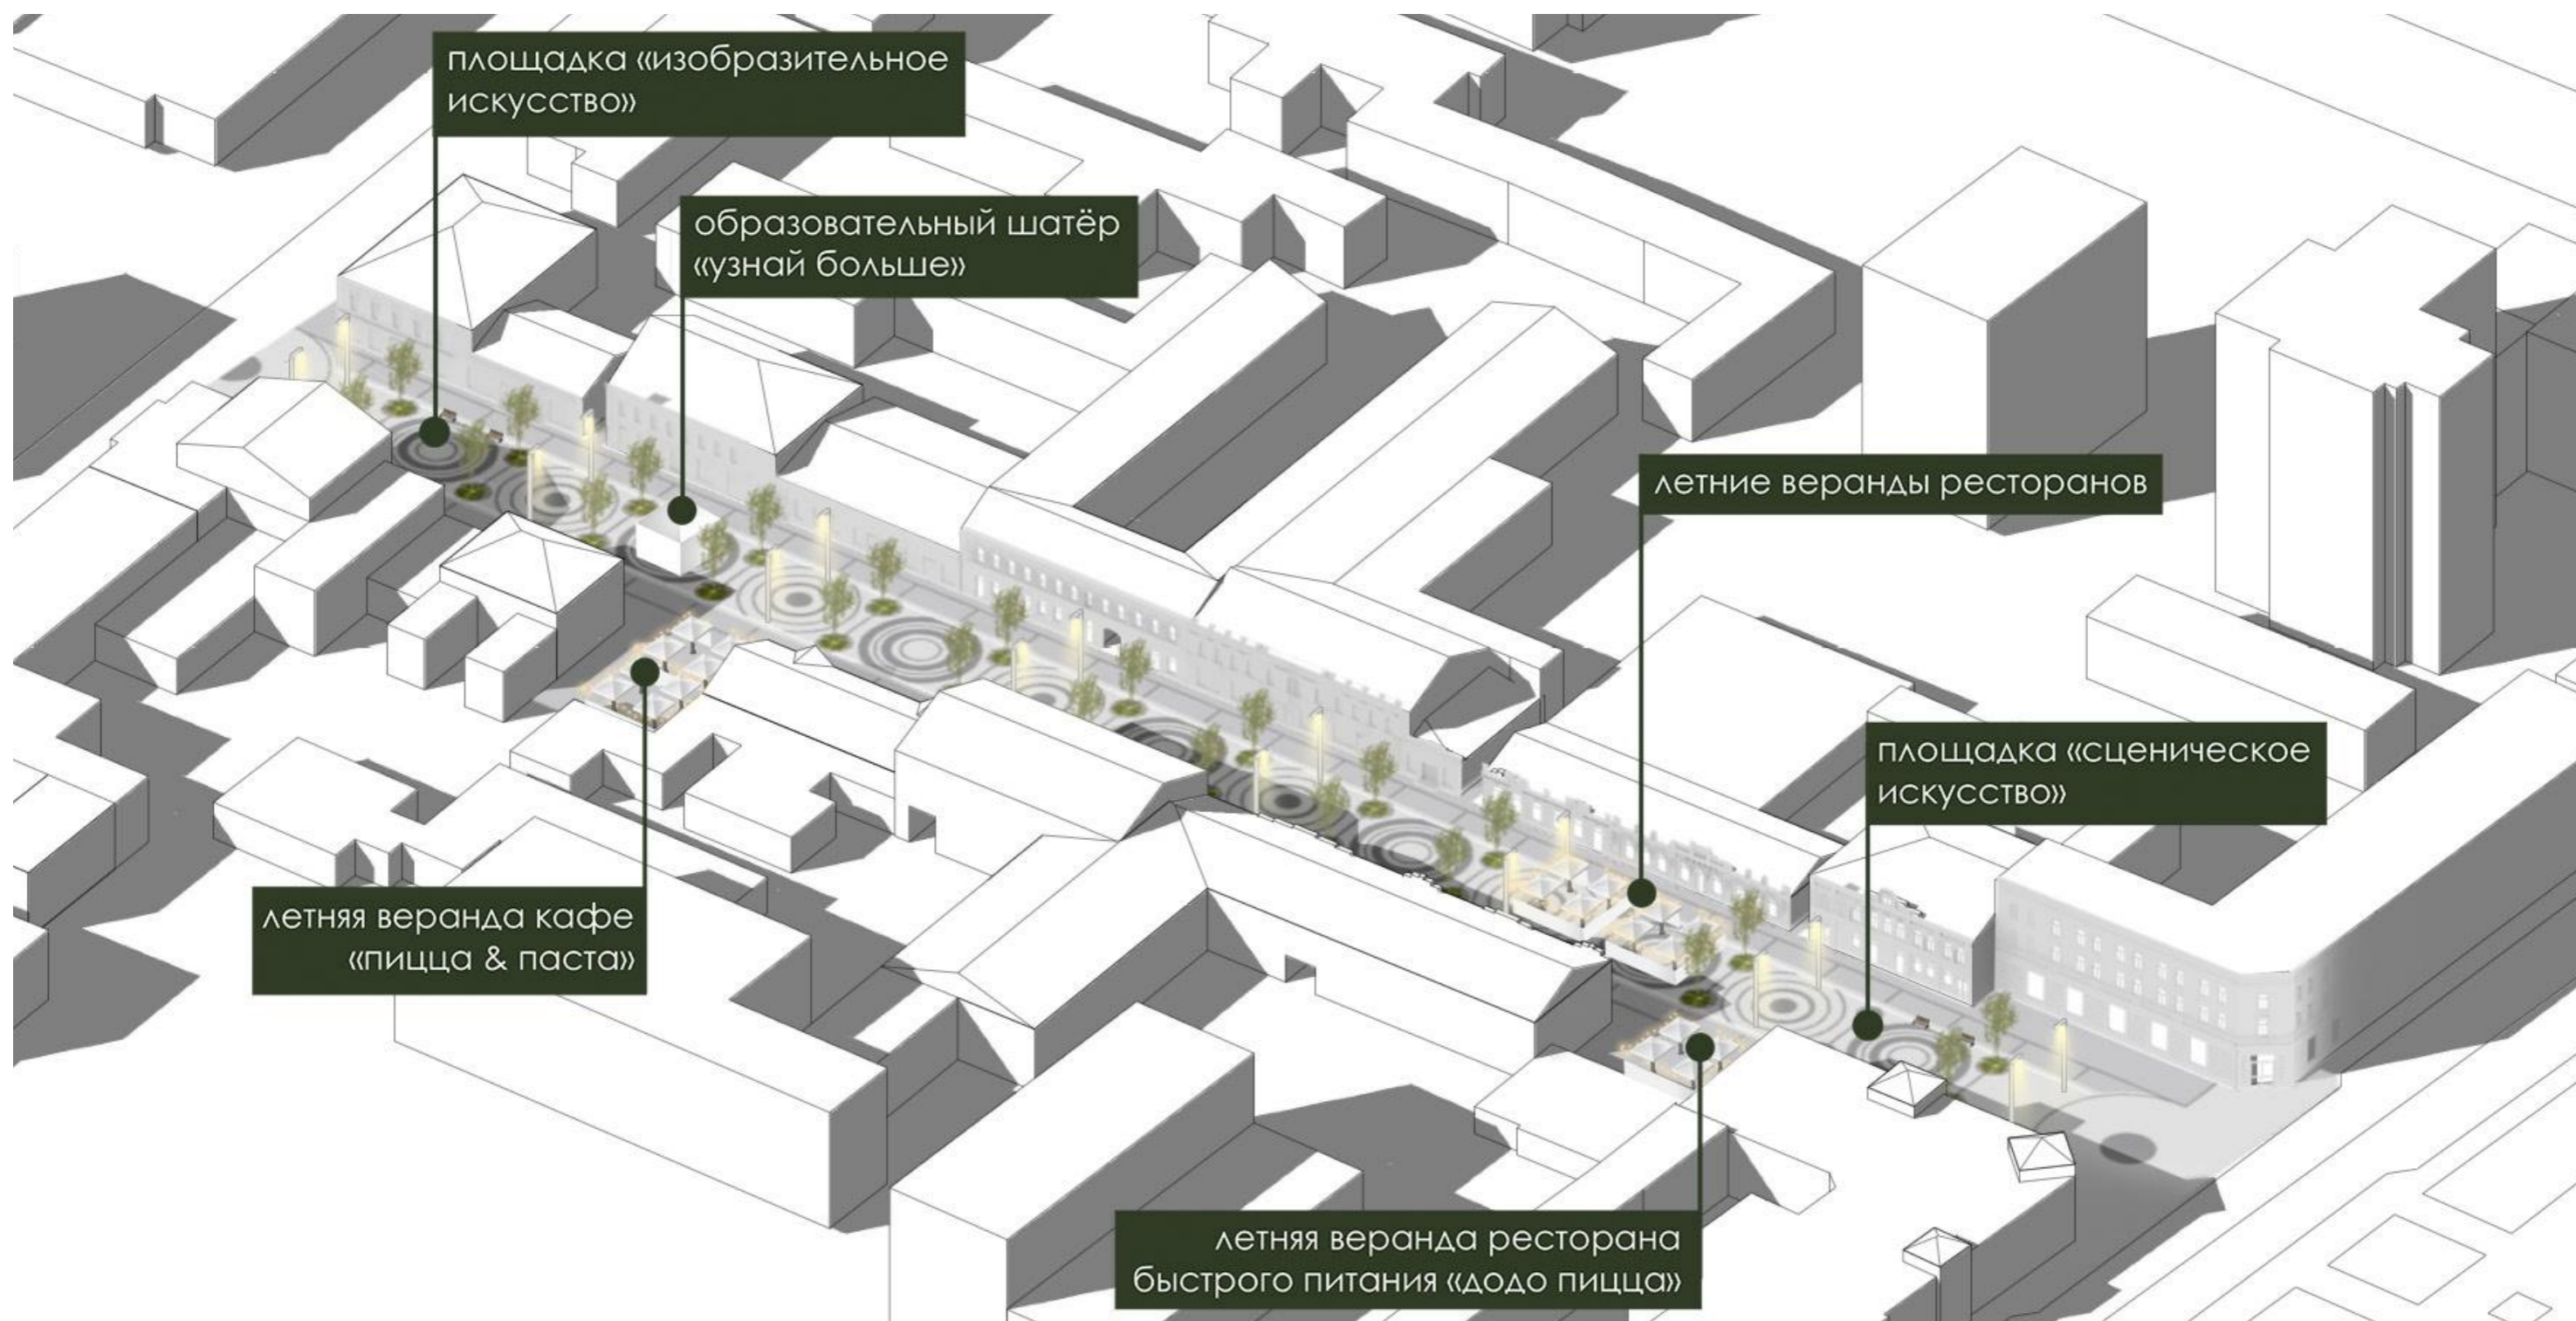 площадка «изобразительное
искусство»
образовательный шатёр
«узнай больше»
летние веранды ресторанов
площадка «сценическое
искусство»
летняя веранда кафе
«пицца & паста»
летняя веранда ресторана
быстрого питания «додо пицца»